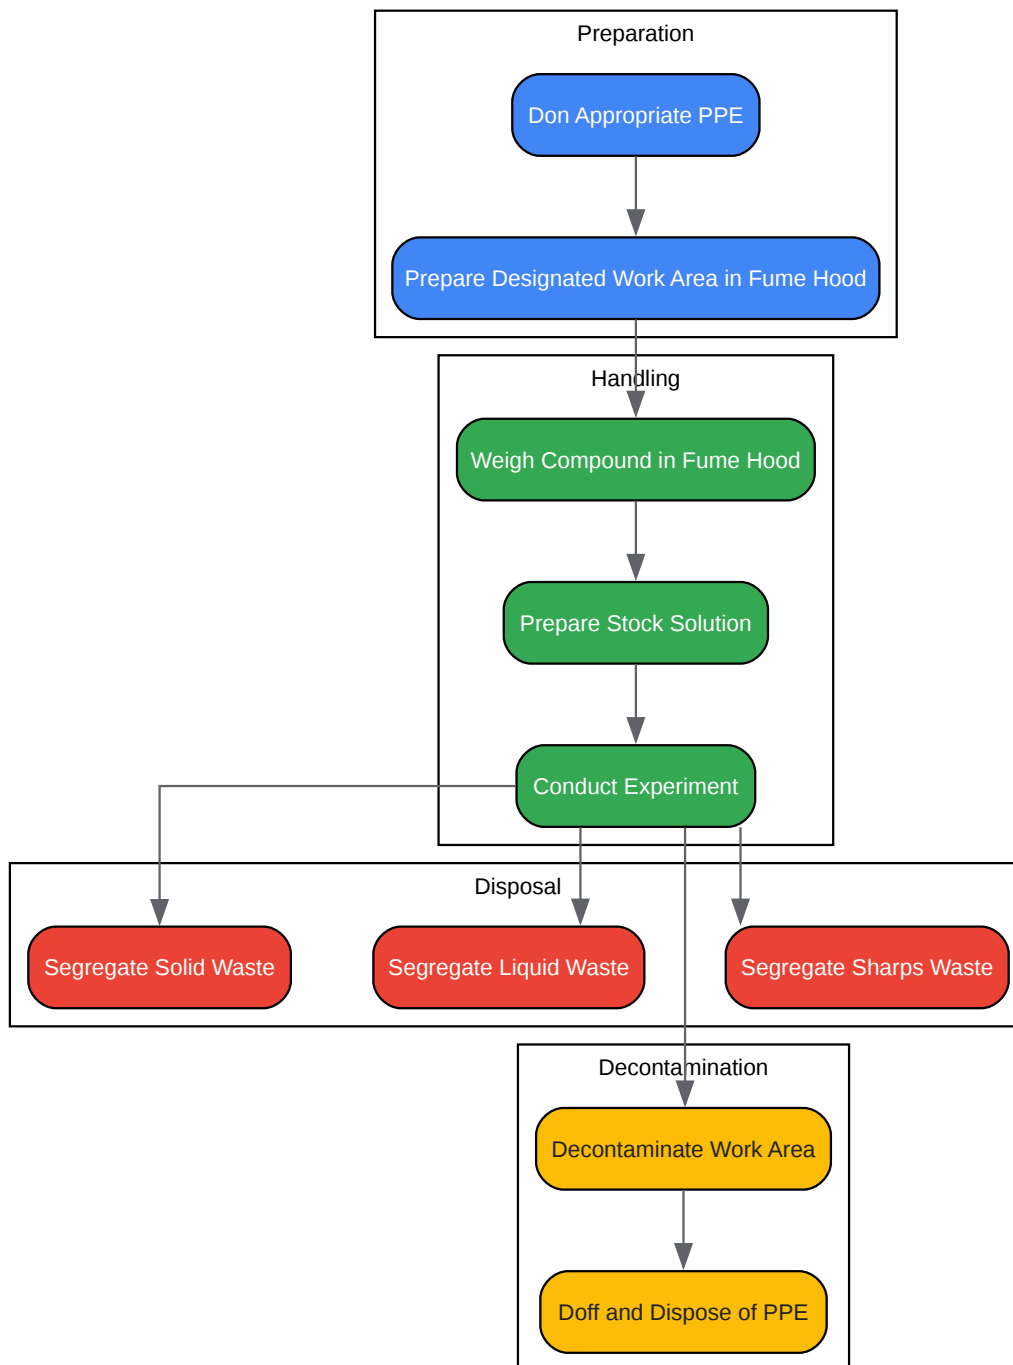 Preparation
Don Appropriate PPE
Prepare Designated Work Area in Fume Hood
Handling
Weigh Compound in Fume Hood
Prepare Stock Solution
Conduct Experiment
Disposal
Segregate Solid Waste
Segregate Liquid Waste
Segregate Sharps Waste
Decontamination
Decontaminate Work Area
Doff and Dispose of PPE